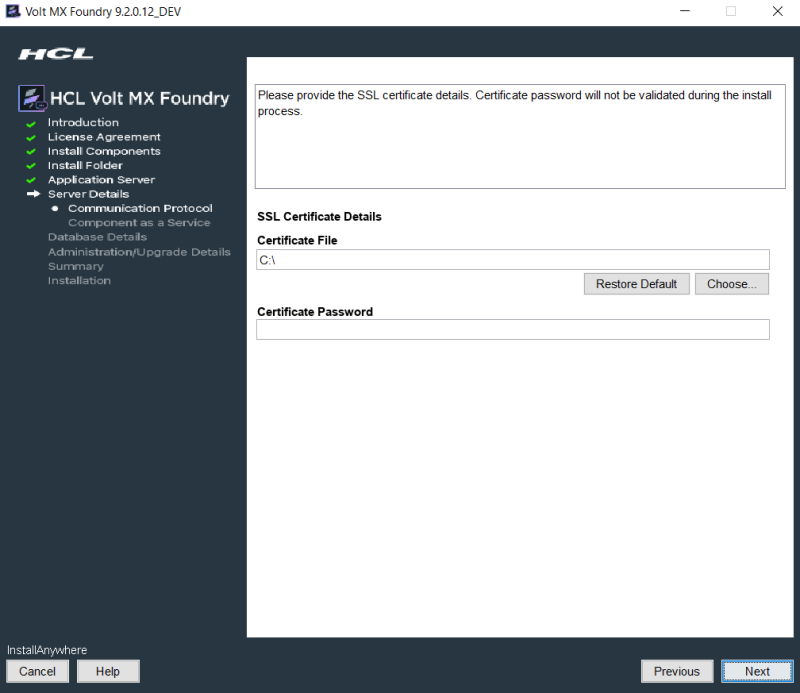 Volt MX Foundry 9.2.0.12_DEV
HCL
HCL Volt MX Foundry
Introduction
License Agreement
Install Components
Install Folder
Application Server
Server Details
Communication Protocol
Component as a Service
Database Details
Administration/Upgrade Details
Summary
Installation
Please provide the SSL certificate details. Certificate password will not be validated during the install
process.
SSL Certificate Details
Certificate File
C:\
Restore Default
Choose...
Certificate Password
InstallAnywhere
Cancel
Help
Previous
Next